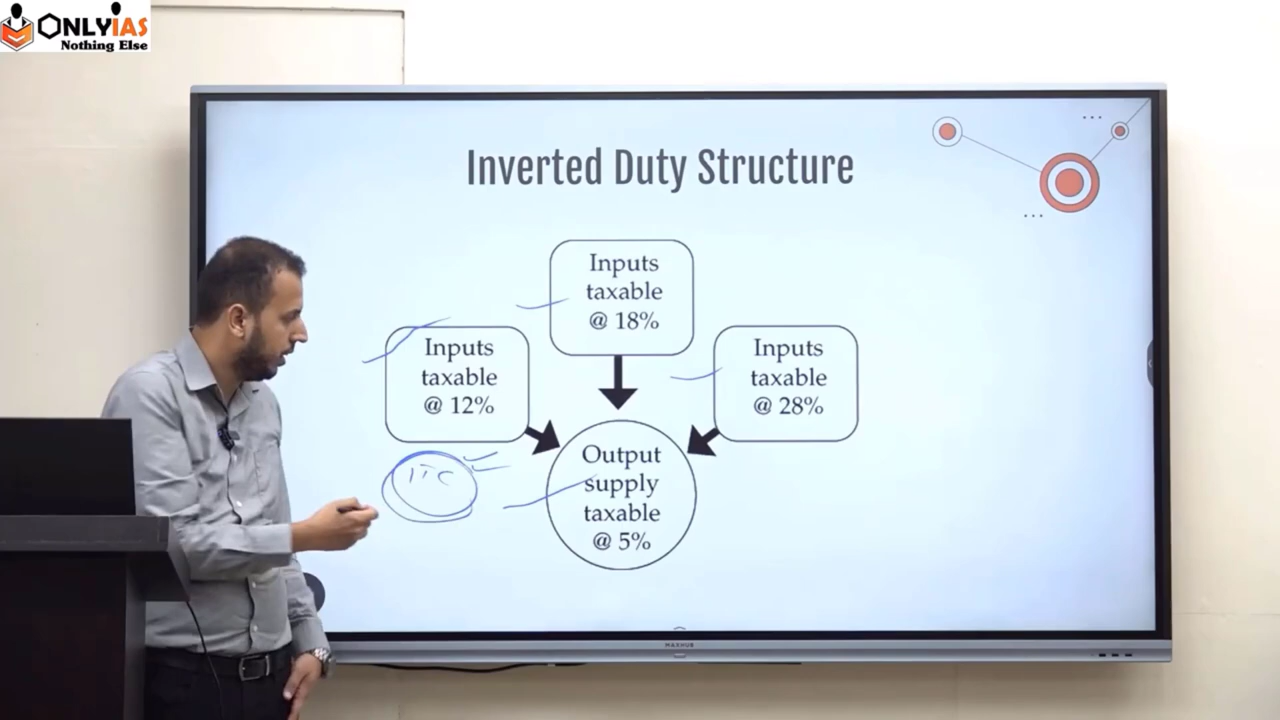 ONLYIAS
Nothing Else
Inverted Duty Structure
Inputs
taxable
@ 18%
Inputs
taxable
@ 12%
Inputs
taxable
@ 28%
ITC
Output
supply
taxable
@ 5%
MAXHUB